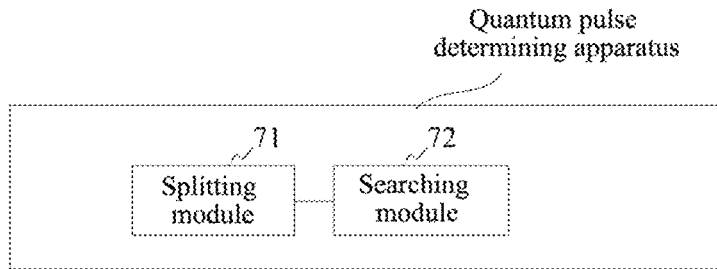 Quantum pulse
determining apparatus
71
72
Splitting
module
Searching
module